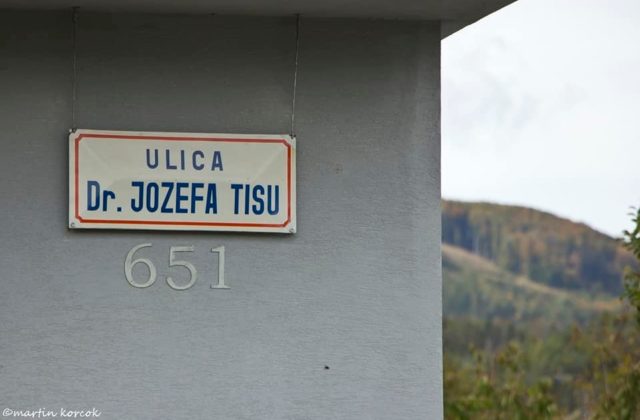 ULICA
Dr. JOZEFA TISU
651
©martin korcok